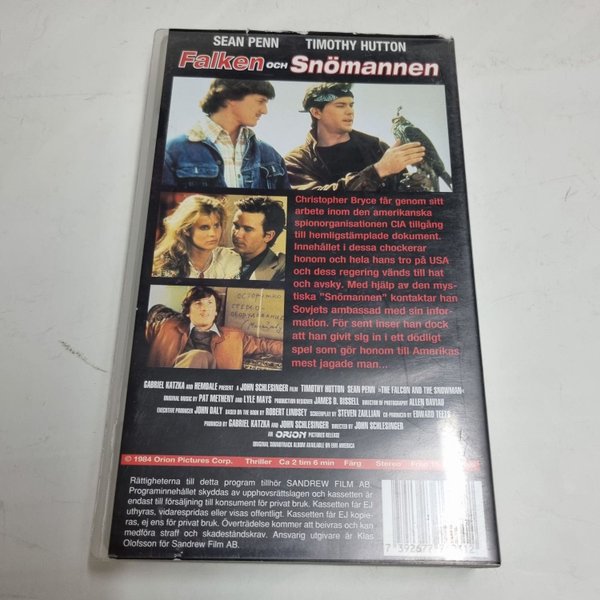 SEAN PENN TIMOTHY HUTTON
Falken OCH Snömannen
Christopher Bryce får genom sitt
arbete inom den amerikanska
spionorganisationen CIA tillgång
till hemligstämplade dokument.
Innehållet i dessa chockerar
honom och hela hans tro på USA
och dess regering vänds till hat
och avsky. Med hjälp av den mys-
tiska "Snömannen" kontaktar han
Sovjets ambassad med sin infor-
mation. För sent inser han dock
att han givit sig in i ett dödligt
spel som gör honom till Amerikas
mest jagade man...
ОСТОРОЖНО
GABRIEL KATZKA AND HEMDALE PRESENT A JOHN SCHLESINGER FILM TIMOTHY HUTTON SEAN PENN »THE FALCON AND THE SNOWMAN«
ORIGINAL MUSIC BY PAT METHENY AND LYLE MAYS PRODUCTION DESIGNER JAMES D. BISSELL DIRECTOR OF PHOTOGRAPHY ALLEN DAVIAU
EXECUTIVE PRODUCER JOHN DALY BASED ON THE BOOK BY ROBERT LINDSEY SCREENPLAY BY STEVEN ZAILLIAN CO-PRODUCED BY EDWARD TEETS
PRODUCED BY GABRIEL KATZKA AND JOHN SCHLESINGER DIRECTED BY JOHN SCHLESINGER
AN ORION PICTURES RELEASE
ORIGINAL SOUNDTRACK ALBUM AVAILABLE ON EMI AMERICA
© 1984 Orion Pictures Corp. Thriller Ca 2 tim 6 min Färg Stereo
Rättigheterna till detta program tillhör SANDREW FILM AB.
Programinnehållet skyddas av upphovsrättslagen och kassetten är
endast till försäljning till konsument för privat bruk. Kassetten får EJ
uthyras, vidarespridas eller visas offentligt. Kassetten får EJ kopie-
ras, ej ens för privat bruk. Överträdelse kommer att beivras och kan
medföra straff och skadeståndskrav. Ansvarig utgivare är Klas
Olofsson för Sandrew Film AB.